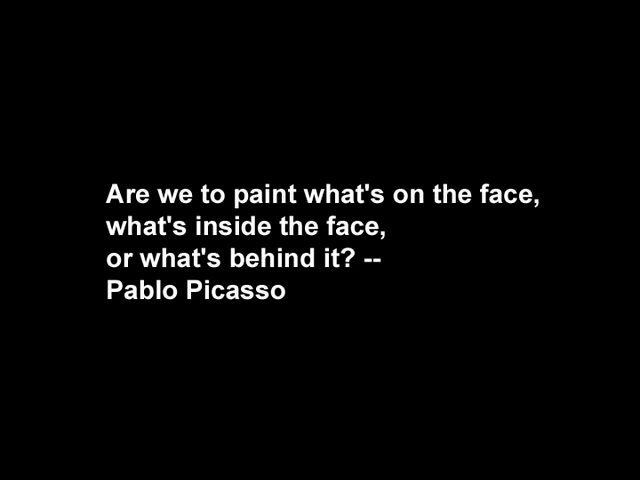 Are we to paint what's on the face,
what's inside the face,
or what's behind it? --
Pablo Picasso